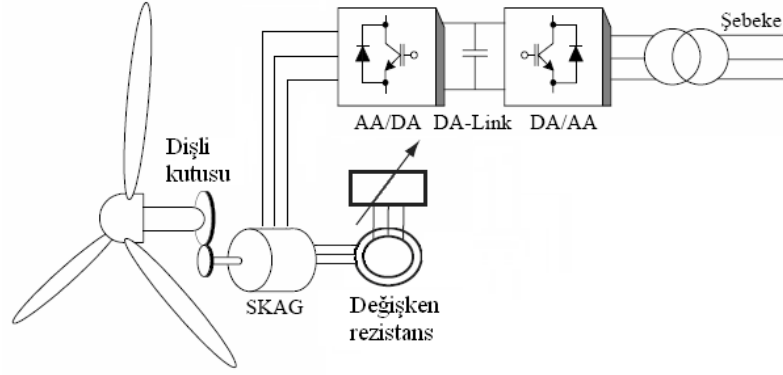 Şebeke
AA/DA DA-Link DA/AA
Dişli
kutusu
SKAG
Değişken
rezistans